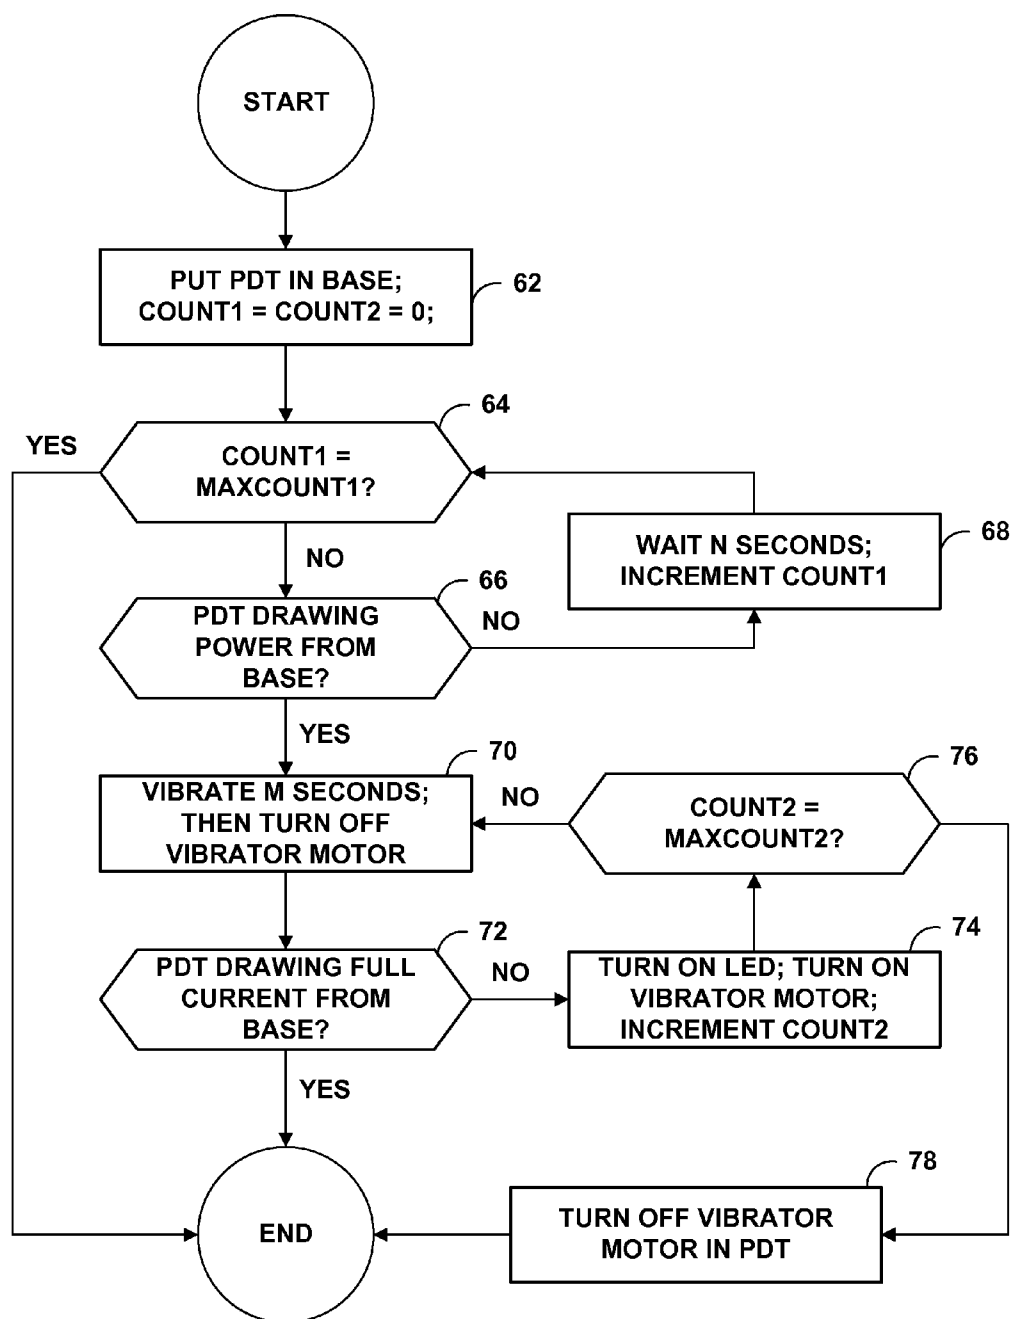 START
PUT PDT IN BASE;
COUNT1 = COUNT2 = 0;
62
64
YES
COUNT1 =
MAXCOUNT1?
NO
WAIT N SECONDS;
INCREMENT COUNT1
68
66
PDT DRAWING
POWER FROM
BASE?
NO
YES
70
VIBRATE M SECONDS;
THEN TURN OFF
VIBRATOR MOTOR
NO
COUNT2 =
MAXCOUNT2?
76
72
PDT DRAWING FULL
CURRENT FROM
BASE?
NO
74
TURN ON LED; TURN ON
VIBRATOR MOTOR;
INCREMENT COUNT2
YES
78
END
TURN OFF VIBRATOR
MOTOR IN PDT